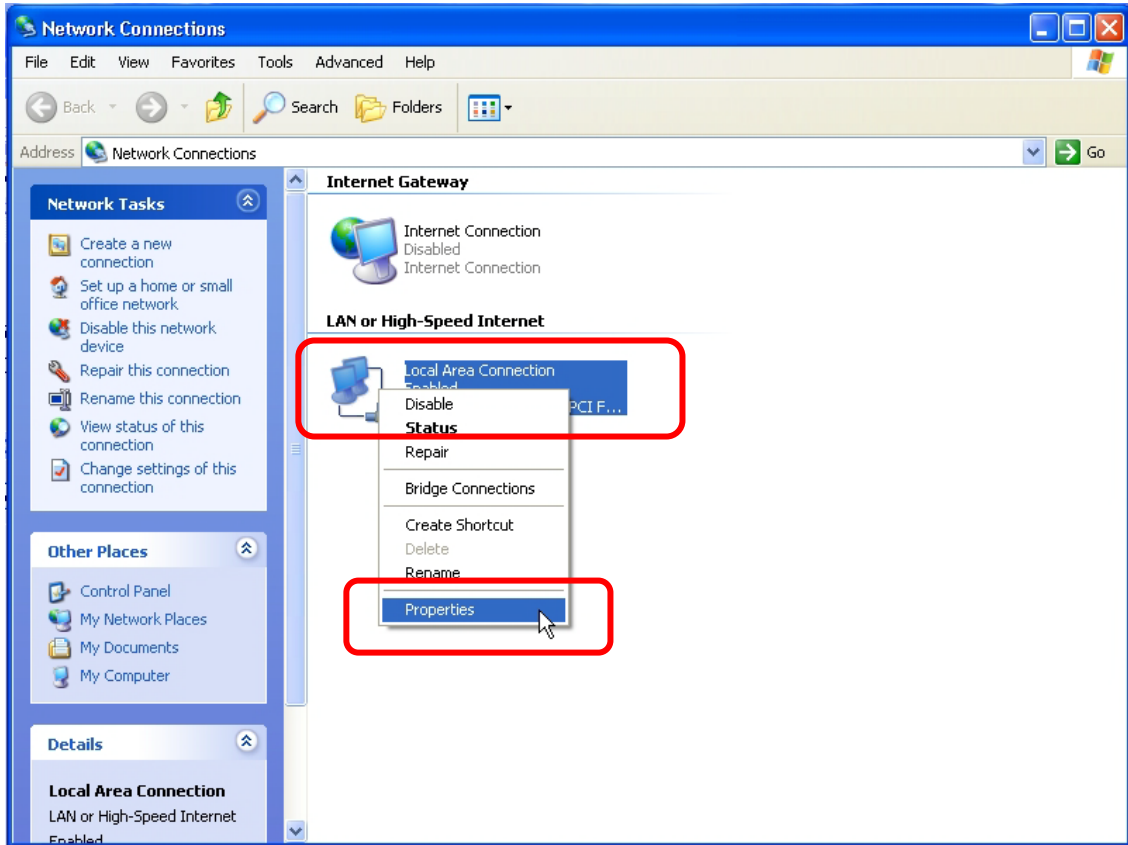 Network Connections
File Edit View Favorites Tools Advanced Help
Back Search Folders
Address Network Connections Go
Network Tasks
Create a new
connection
Set up a home or small
office network
Disable this network
device
Repair this connection
Rename this connection
View status of this
connection
Change settings of this
connection
Other Places
Control Panel
My Network Places
My Documents
My Computer
Details
Local Area Connection
LAN or High-Speed Internet
Enabled
Internet Gateway
Internet Connection
Disabled
Internet Connection
LAN or High-Speed Internet
Local Area Connection
Enabled
PCI F...
Disable
Status
Repair
Bridge Connections
Create Shortcut
Delete
Rename
Properties